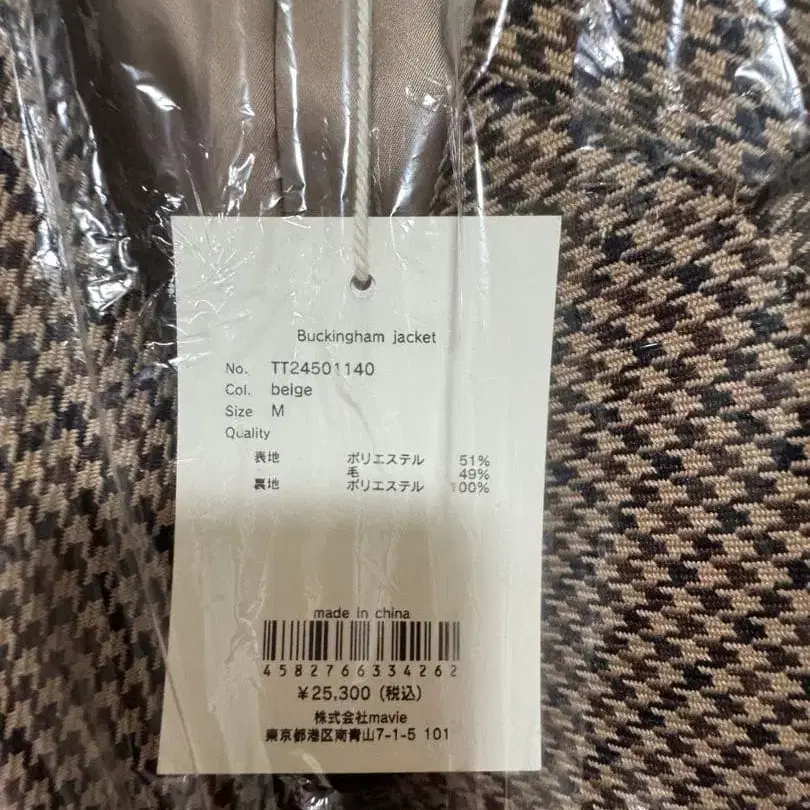 Buckingham jacket
No. TT24501140
Col. beige
Size M
Quality
表地 ポリエステル 51%
毛 49%
裏地 ポリエステル 100%
made in china
4582766334262
¥25,300 (税込)
株式会社mavie
東京都港区南青山7-1-5 101